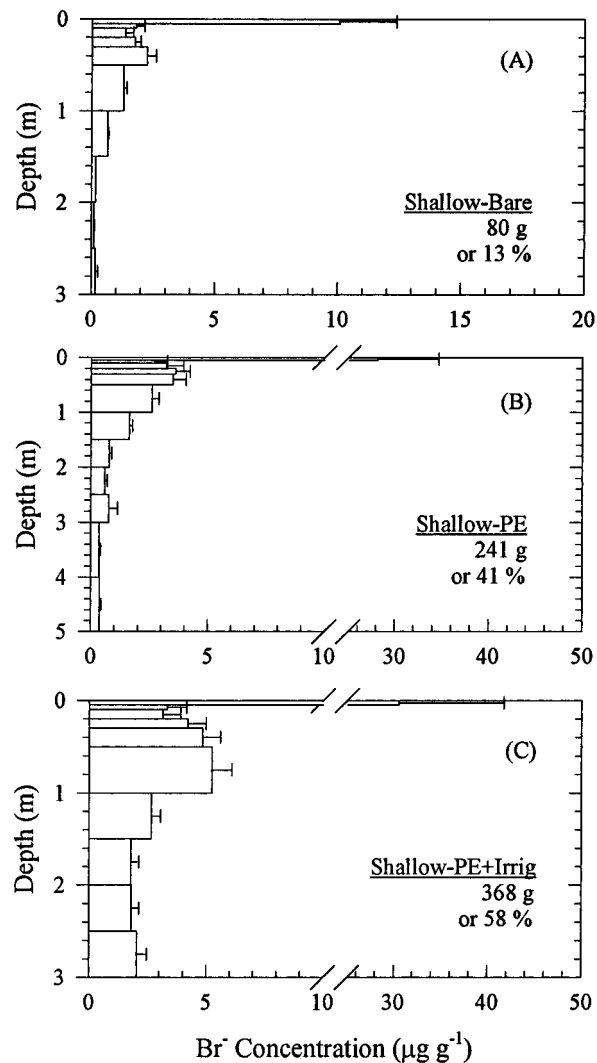 0
1
2
3
Depth (m)
(A)
Shallow-Bare
80 g
or 13 %
0 5 10 15 20
0
1
2
3
4
5
Depth (m)
(B)
Shallow-PE
241 g
or 41 %
0 5 10 30 40 50
0
1
2
3
Depth (m)
(C)
Shallow-PE+Irrig
368 g
or 58 %
0 5 10 30 40 50
Br⁻ Concentration (μg g⁻¹)